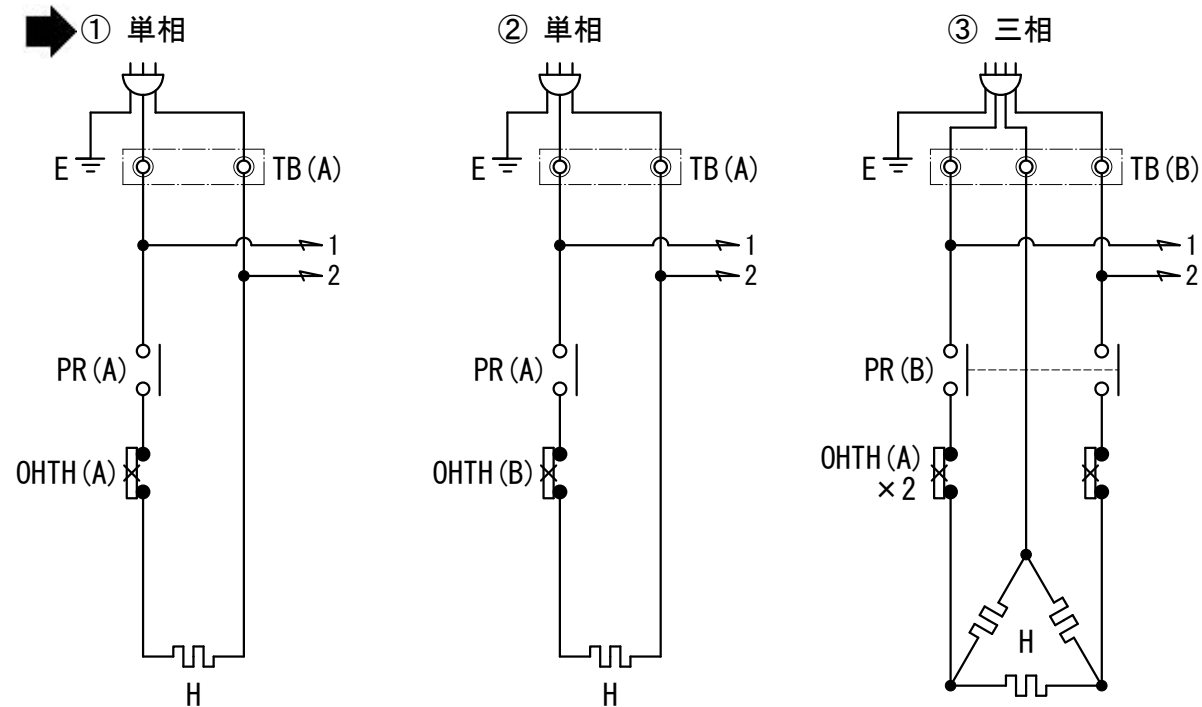 ① 単相
E
TB(A)
1
2
PR(A)
OHTH(A)
H
② 単相
E
TB(A)
1
2
PR(A)
OHTH(B)
H
③ 三相
E
TB(B)
1
2
PR(B)
OHTH(A)
×2
H